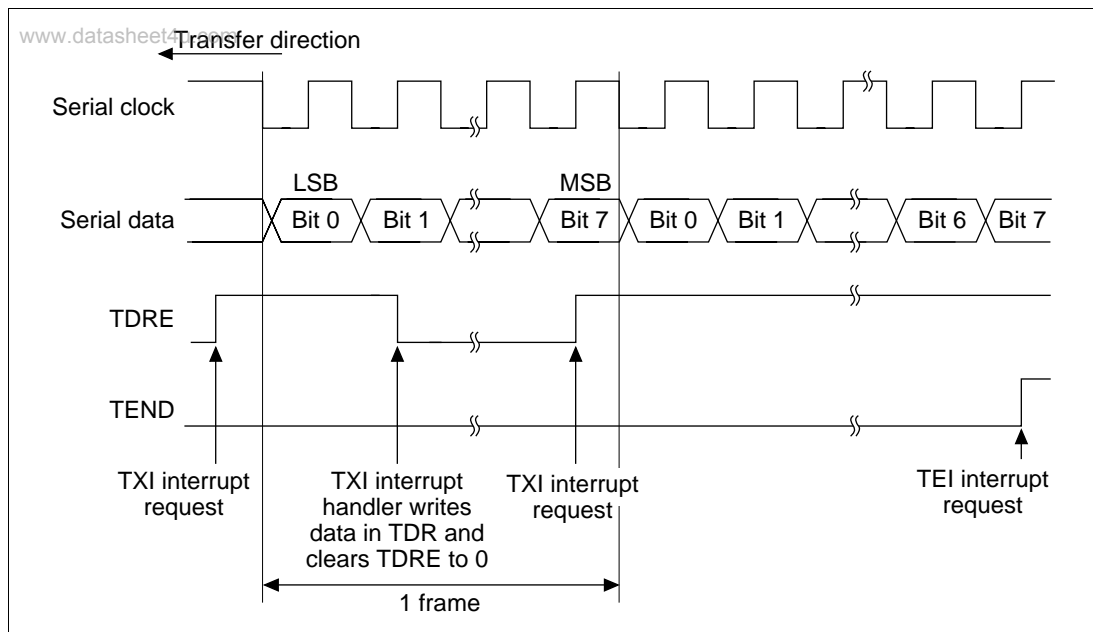 www.datasheet4u.com
Transfer direction
Serial clock
LSB
MSB
Serial data
Bit 0
Bit 1
Bit 7
Bit 0
Bit 1
Bit 6
Bit 7
TDRE
TEND
TXI interrupt
request
TXI interrupt
handler writes
data in TDR and
clears TDRE to 0
TXI interrupt
request
TEI interrupt
request
1 frame